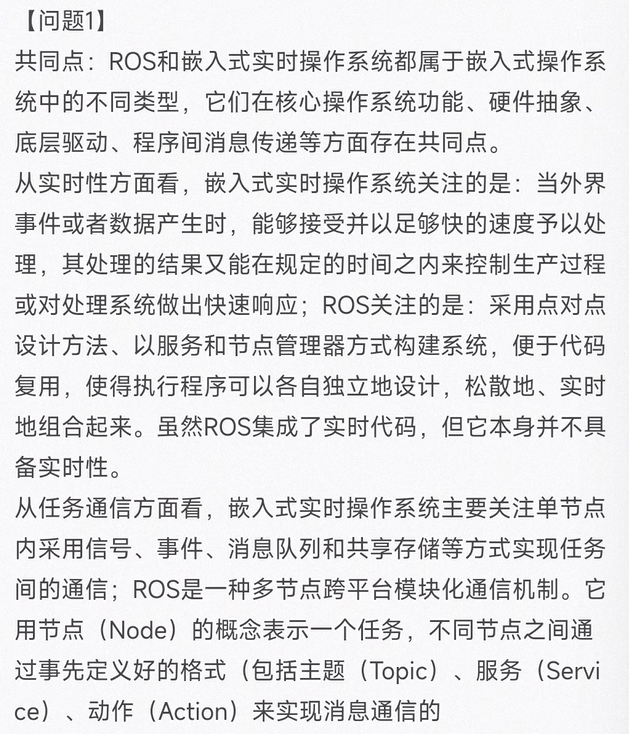 【问题1】
共同点：ROS和嵌入式实时操作系统都属于嵌入式操作系
统中的不同类型，它们在核心操作系统功能、硬件抽象、
底层驱动、程序间消息传递等方面存在共同点。
从实时性方面看，嵌入式实时操作系统关注的是：当外界
事件或者数据产生时，能够接受并以足够快的速度予以处
理，其处理的结果又能在规定的时间之内来控制生产过程
或对处理系统做出快速响应；ROS关注的是：采用点对点
设计方法、以服务和节点管理器方式构建系统，便于代码
复用，使得执行程序可以各自独立地设计，松散地、实时
地组合起来。虽然ROS集成了实时代码，但它本身并不具
备实时性。
从任务通信方面看，嵌入式实时操作系统主要关注单节点
内采用信号、事件、消息队列和共享存储等方式实现任务
间的通信；ROS是一种多节点跨平台模块化通信机制。它
用节点（Node）的概念表示一个任务，不同节点之间通
过事先定义好的格式（包括主题（Topic）、服务（Servi
ce）、动作（Action）来实现消息通信的